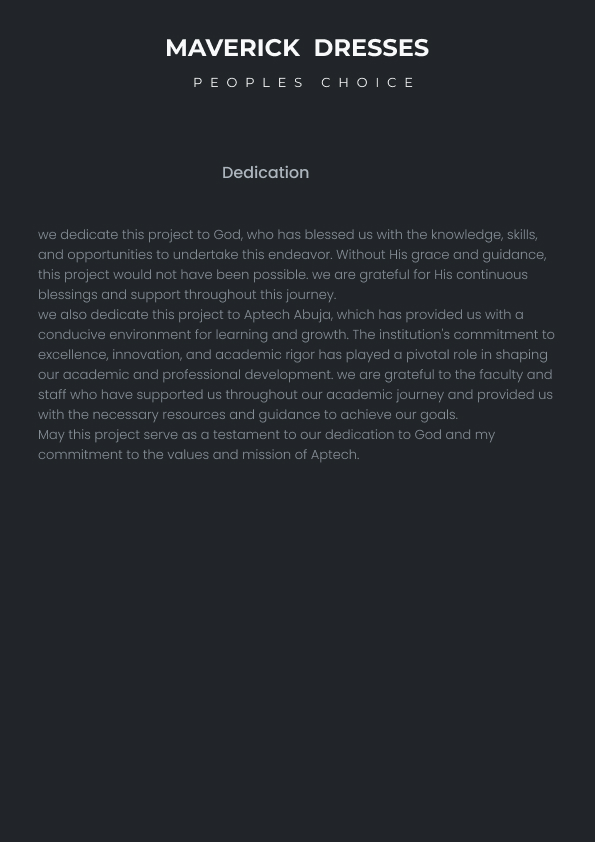 MAVERICK DRESSES
PEOPLES CHOICE
Dedication
we dedicate this project to God, who has blessed us with the knowledge, skills,
and opportunities to undertake this endeavor. Without His grace and guidance,
this project would not have been possible. we are grateful for His continuous
blessings and support throughout this journey.
we also dedicate this project to Aptech Abuja, which has provided us with a
conducive environment for learning and growth. The institution's commitment to
excellence, innovation, and academic rigor has played a pivotal role in shaping
our academic and professional development. we are grateful to the faculty and
staff who have supported us throughout our academic journey and provided us
with the necessary resources and guidance to achieve our goals.
May this project serve as a testament to our dedication to God and my
commitment to the values and mission of Aptech.